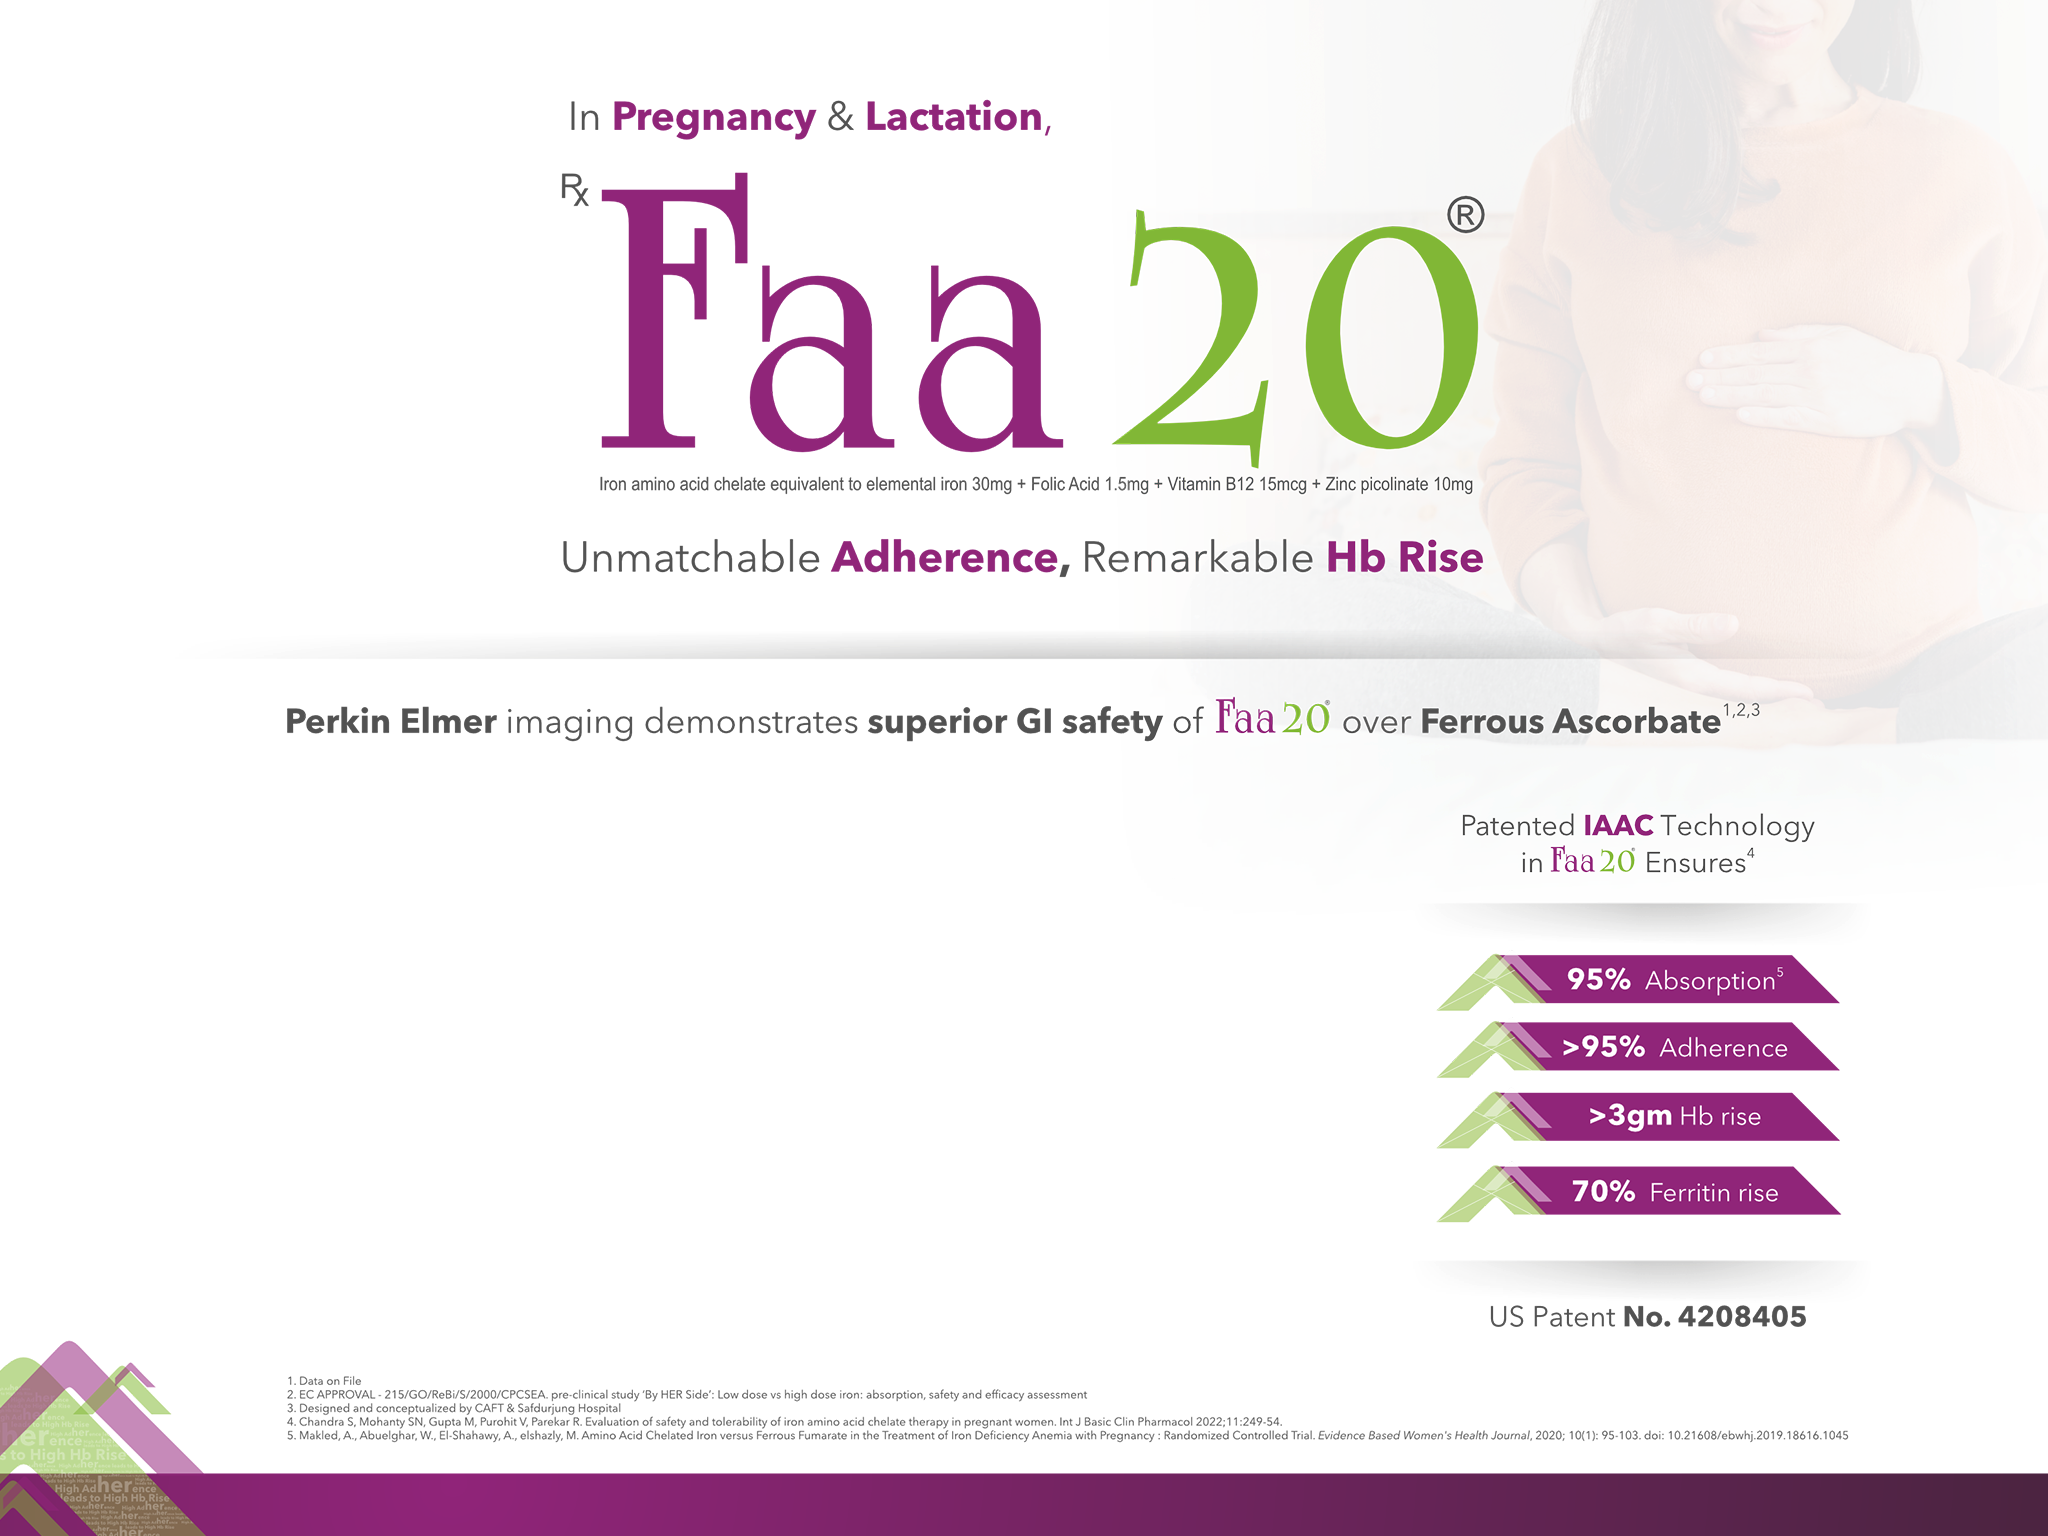 In Pregnancy & Lactation,
Rx Faa 20®
Iron amino acid chelate equivalent to elemental iron 30mg + Folic Acid 1.5mg + Vitamin B12 15mcg + Zinc picolinate 10mg
Unmatchable Adherence, Remarkable Hb Rise
Perkin Elmer imaging demonstrates superior GI safety of Faa 20® over Ferrous Ascorbate1,2,3
Patented IAAC Technology
in Faa 20® Ensures4
95% Absorption5
>95% Adherence
>3gm Hb rise
70% Ferritin rise
US Patent No. 4208405
1. Data on File
2. EC APPROVAL - 215/GO/ReBi/S/2000/CPCSEA. pre-clinical study 'By HER Side': Low dose vs high dose iron: absorption, safety and efficacy assessment
3. Designed and conceptualized by CAFT & Safdurjung Hospital
4. Chandra S, Mohanty SN, Gupta M, Purohit V, Parekar R. Evaluation of safety and tolerability of iron amino acid chelate therapy in pregnant women. Int J Basic Clin Pharmacol 2022;11:249-54.
5. Makled, A., Abuelghar, W., El-Shahawy, A., elshazly, M. Amino Acid Chelated Iron versus Ferrous Fumarate in the Treatment of Iron Deficiency Anemia with Pregnancy : Randomized Controlled Trial. Evidence Based Women's Health Journal, 2020; 10(1): 95-103. doi: 10.21608/ebwhj.2019.18616.1045
High Adherence
leads to High Hb Rise